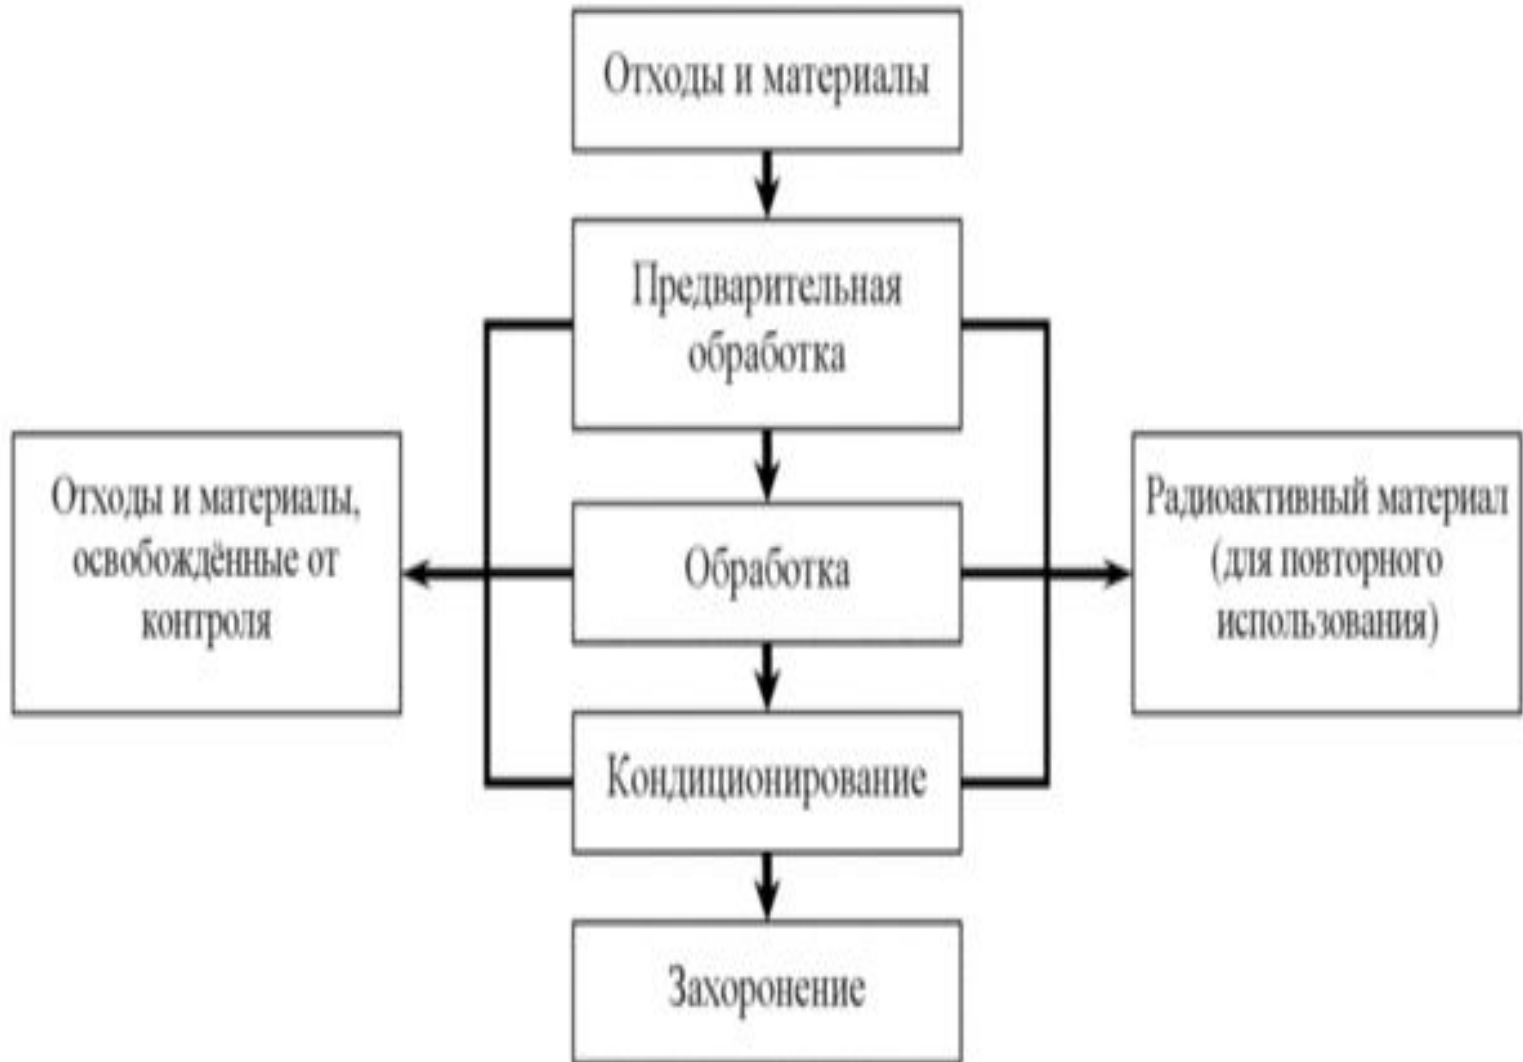 Отходы и материалы
Предварительная
обработка
Отходы и материалы,
освобождённые от
контроля
Обработка
Радиоактивный материал
(для повторного
использования)
Кондиционирование
Захоронение